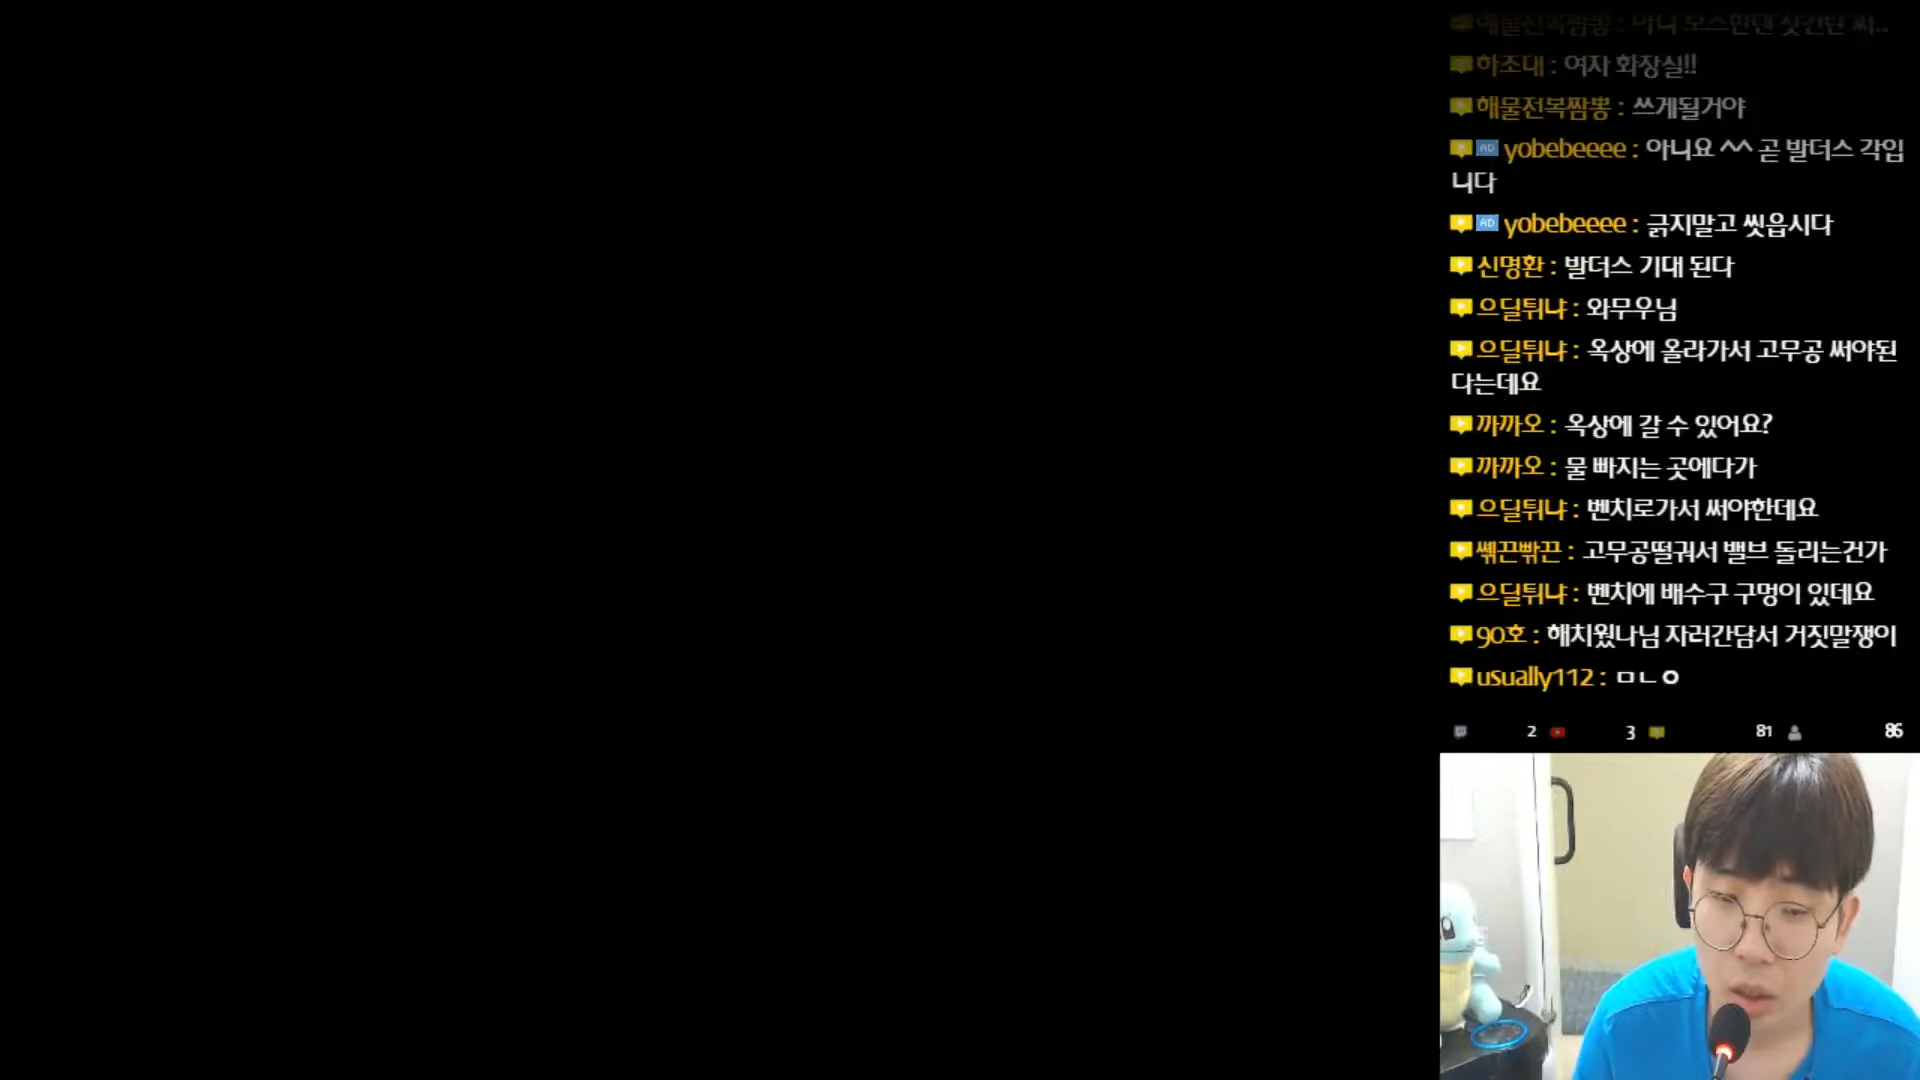 하조대 : 여자 화장실!!
해물전복짬뽕 : 쓰게될거야
AD yobebeeee : 아니요 ^^ 곧 발더스 각입
니다
AD yobebeeee : 긁지말고 씻읍시다
신명환 : 발더스 기대 된다
으딜튀냐 : 와무우님
으딜튀냐 : 옥상에 올라가서 고무공 써야된
다는데요
까까오 : 옥상에 갈 수 있어요?
까까오 : 물 빠지는 곳에다가
으딜튀냐 : 벤치로가서 써야한데요
끈빾끈 : 고무공떨궈서 밸브 돌리는건가
으딜튀냐 : 벤치에 배수구 구멍이 있데요
90호 : 해치웠나님 자러간담서 거짓말쟁이
usually112 : ㅁㄴㅇ
2 3 81 86